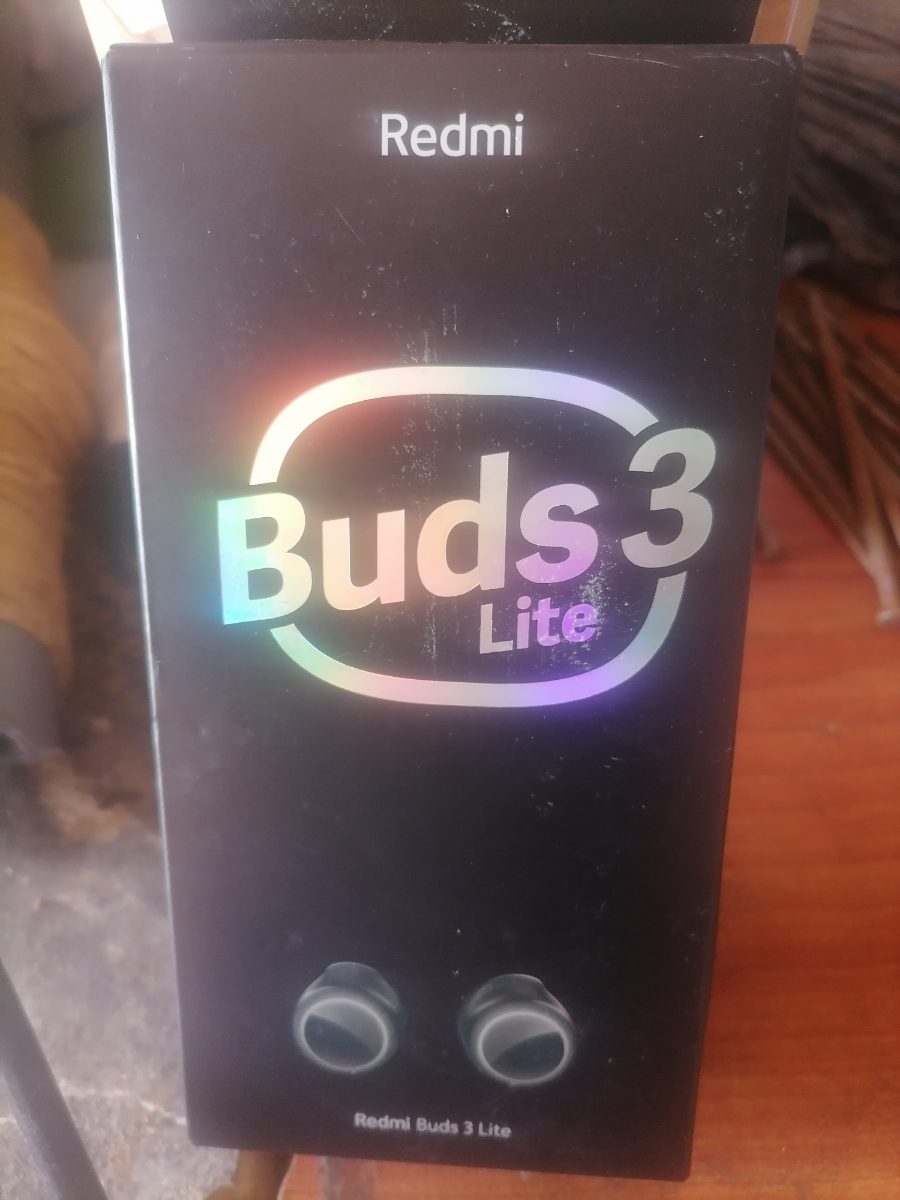 Redmi
Buds 3
Lite
Redmi Buds 3 Lite